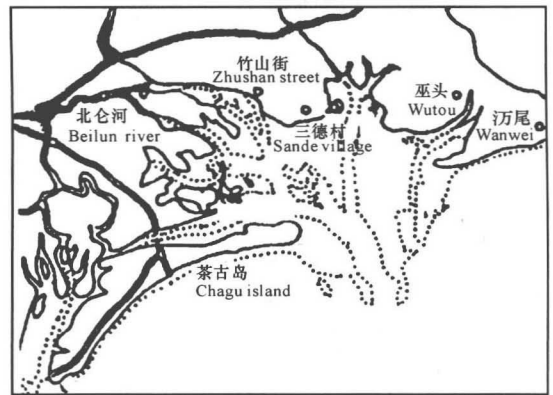 竹山街
Zhushan street
北仑河
Beilun river
巫头
Wutou
沥尾
Wanwei
三德村
Sande village
茶古岛
Chagu island